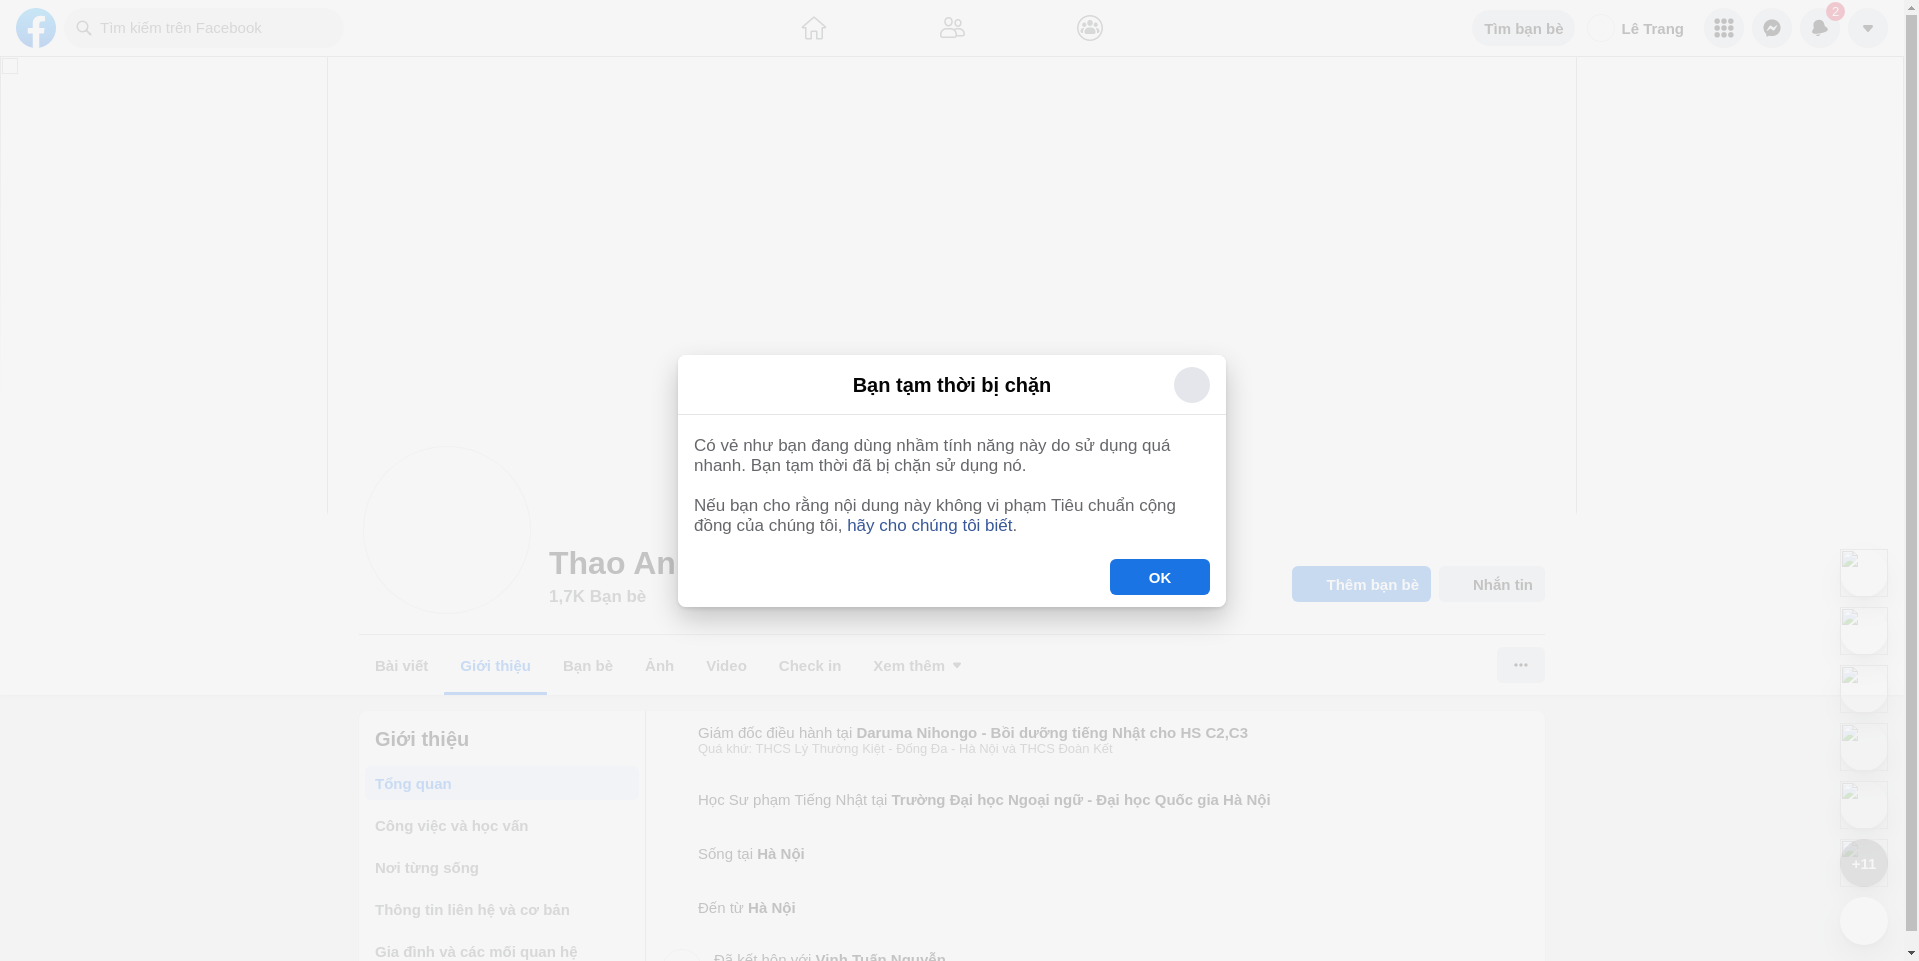 Tìm kiếm trên Facebook
Tìm bạn bè
Lê Trang
2
Bạn tạm thời bị chặn
Có vẻ như bạn đang dùng nhầm tính năng này do sử dụng quá
nhanh. Bạn tạm thời đã bị chặn sử dụng nó.
Nếu bạn cho rằng nội dung này không vi phạm Tiêu chuẩn cộng
đồng của chúng tôi, hãy cho chúng tôi biết.
OK
Thao An
1,7K Bạn bè
Thêm bạn bè
Nhắn tin
Bài viết
Giới thiệu
Bạn bè
Ảnh
Video
Check in
Xem thêm
Giới thiệu
Tổng quan
Công việc và học vấn
Nơi từng sống
Thông tin liên hệ và cơ bản
Gia đình và các mối quan hệ
Giám đốc điều hành tại Daruma Nihongo - Bồi dưỡng tiếng Nhật cho HS C2,C3
Quá khứ: THCS Lý Thường Kiệt - Đống Đa - Hà Nội và THCS Đoàn Kết
Học Sư phạm Tiếng Nhật tại Trường Đại học Ngoại ngữ - Đại học Quốc gia Hà Nội
Sống tại Hà Nội
Đến từ Hà Nội
Đã kết hôn với Vinh Tuấn Nguyễn
+11